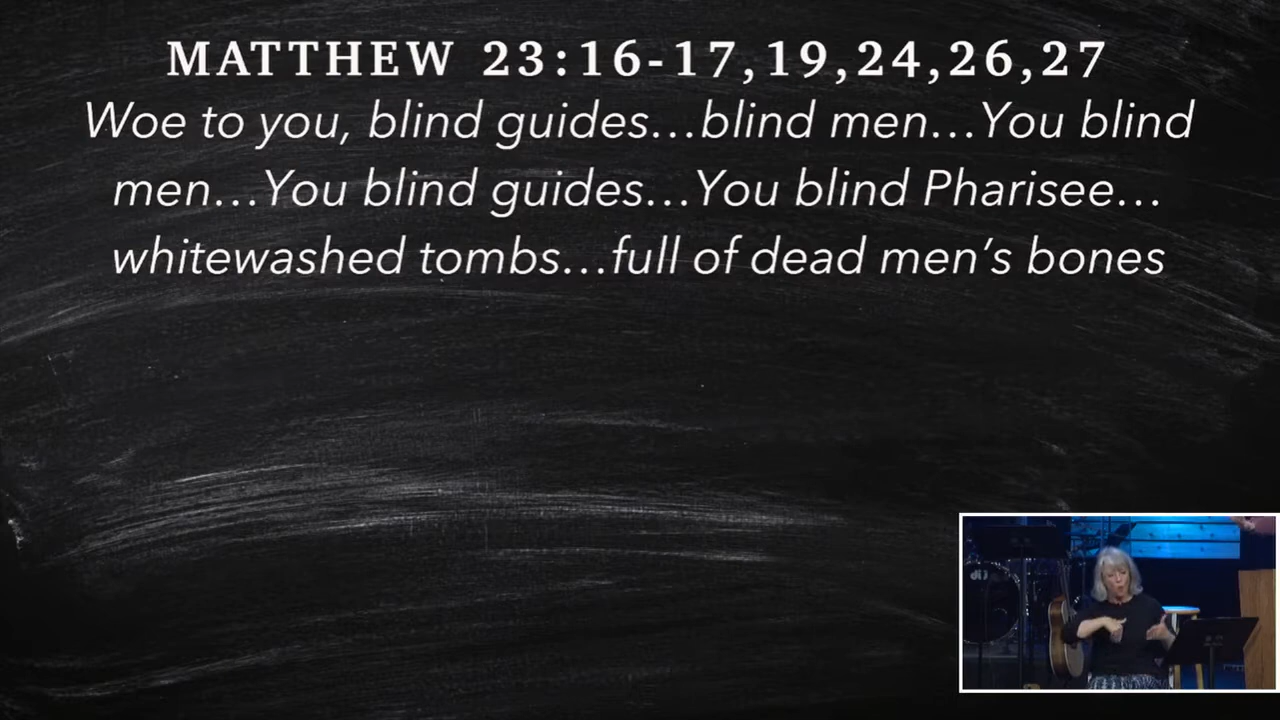 MATTHEW 23:16-17,19,24,26,27
Woe to you, blind guides...blind men...You blind
men...You blind guides...You blind Pharisee...
whitewashed tombs...full of dead men’s bones